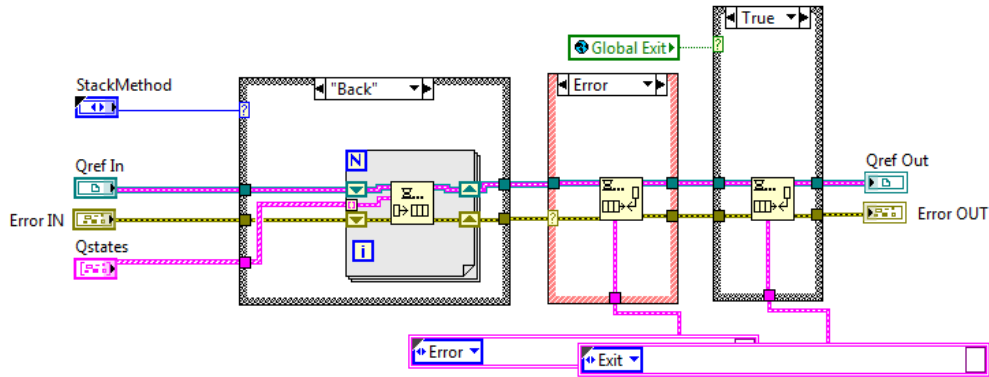 True
Global Exit
?
StackMethod
"Back"
Error
?
N
Qref In
Qref Out
Error IN
?
Error OUT
Qstates
i
Error
Exit